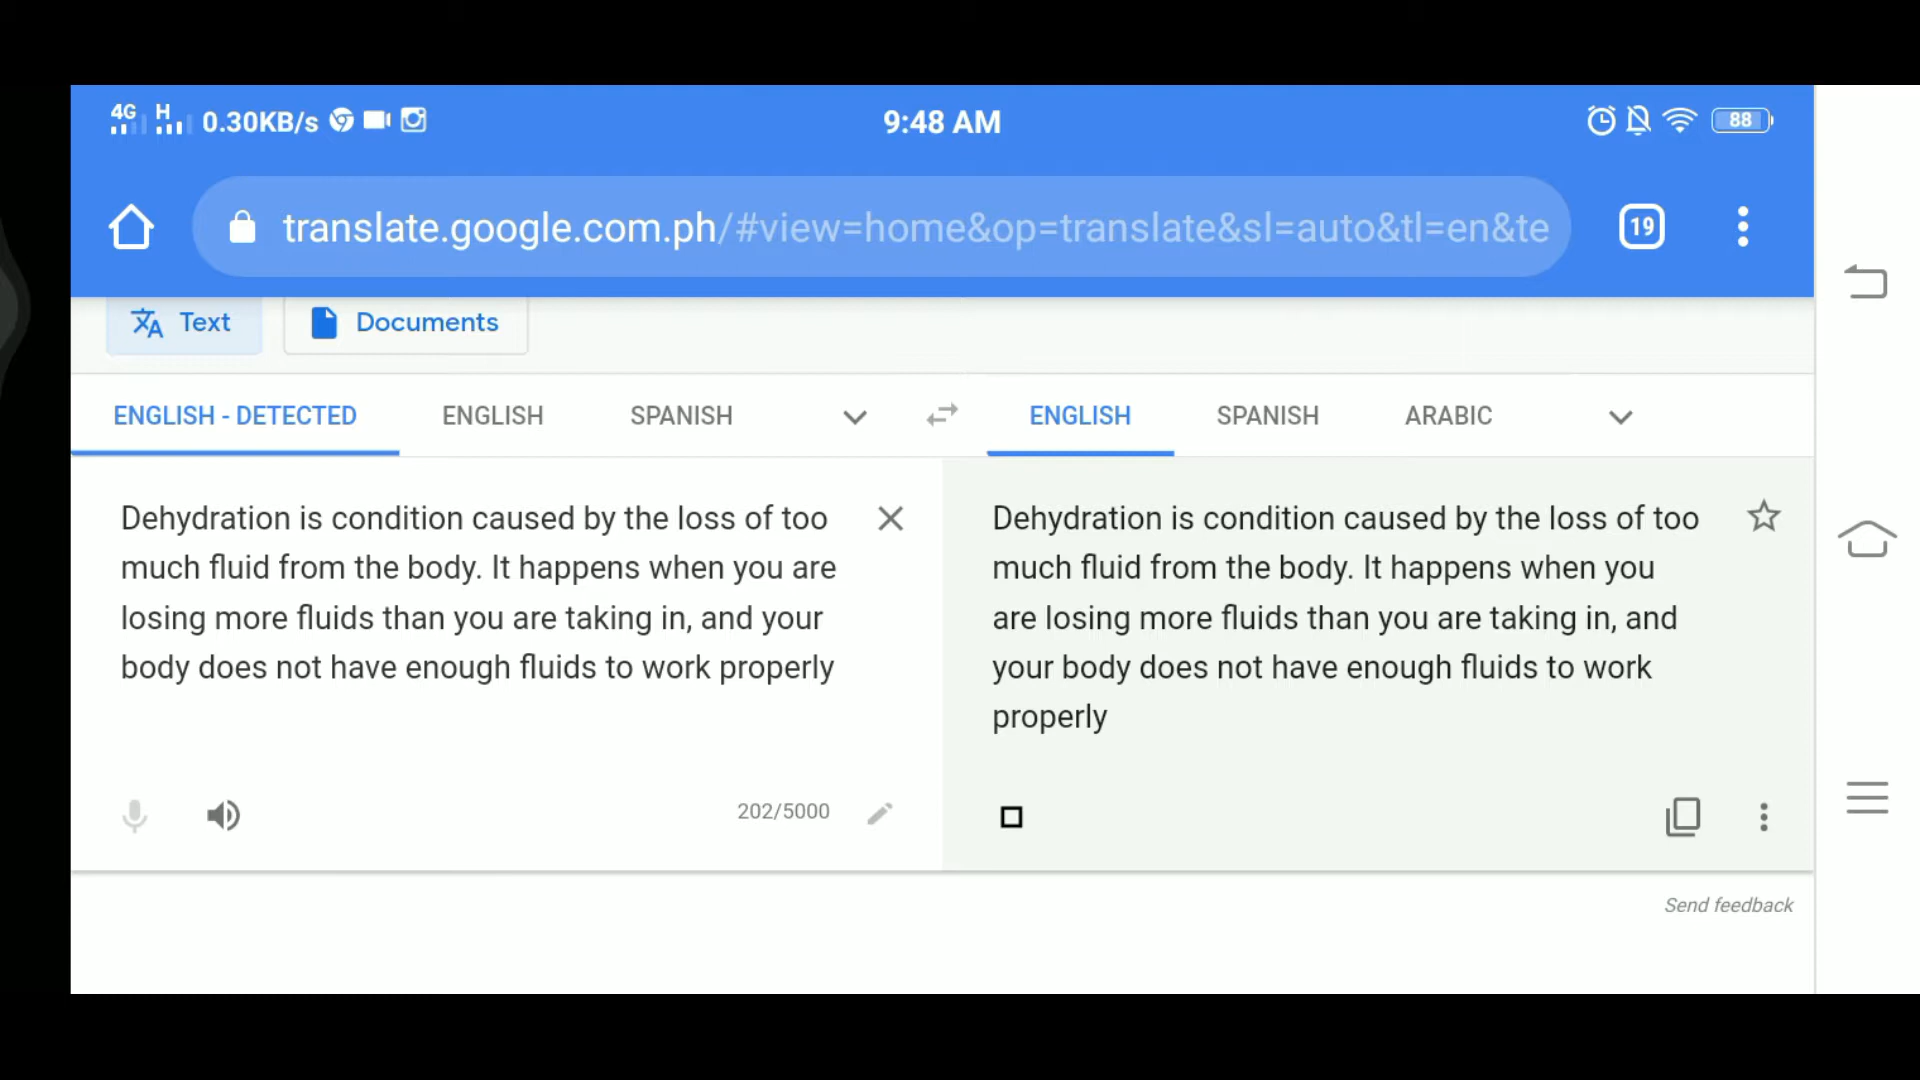 4G H 0.30KB/s 9:48 AM 88
translate.google.com.ph/#view=home&op=translate&sl=auto&tl=en&te 19
Text Documents
ENGLISH - DETECTED ENGLISH SPANISH ENGLISH SPANISH ARABIC
Dehydration is condition caused by the loss of too
much fluid from the body. It happens when you are
losing more fluids than you are taking in, and your
body does not have enough fluids to work properly
202/5000
Dehydration is condition caused by the loss of too
much fluid from the body. It happens when you
are losing more fluids than you are taking in, and
your body does not have enough fluids to work
properly
Send feedback